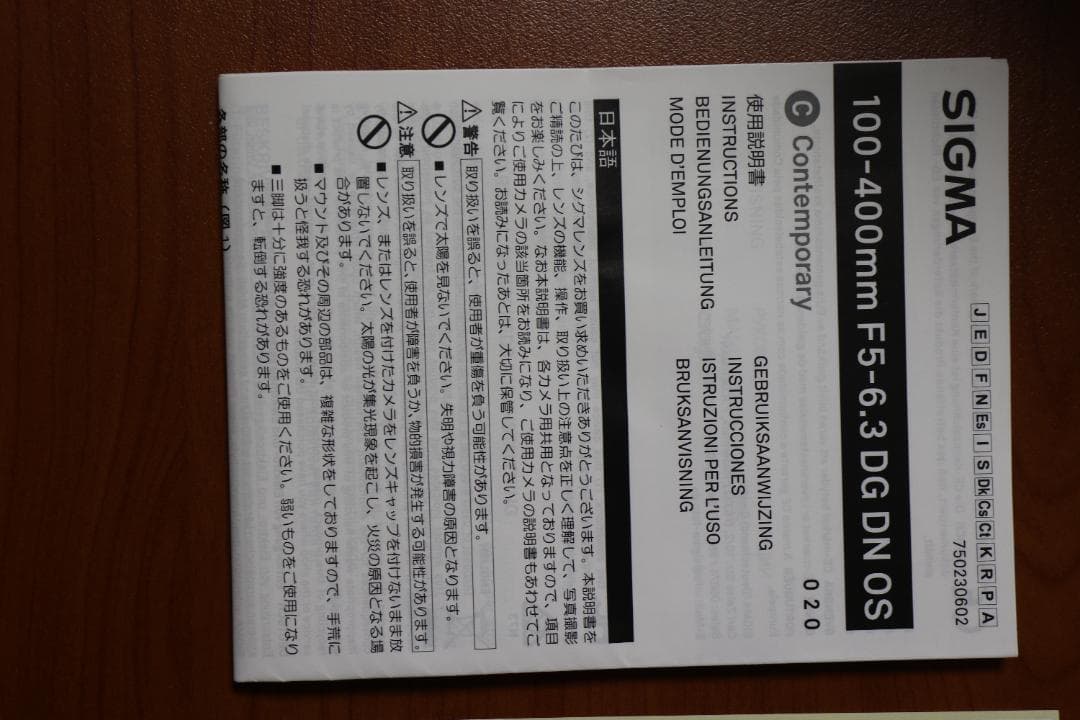 SIGMA
J E D F N Es I S Dk Cs Ct K R P A
750230602
100-400mm F5-6.3 DG DN OS
C Contemporary
020
使用説明書
INSTRUCTIONS
BEDIENUNGSANLEITUNG
MODE D'EMPLOI
GEBRUIKSAANWIJZING
INSTRUCCIONES
ISTRUZIONI PER L'USO
BRUKSANVISNING
日本語
このたびは、シグマレンズをお買い求めいただきありがとうございます。本説明書を
ご精読の上、レンズの機能、操作、取り扱い上の注意点を正しく理解して、写真撮影
をお楽しみください。なお本説明書は、各カメラ用共用となっておりますので、項目
によりご使用カメラの該当箇所をお読みになり、ご使用カメラの説明書もあわせてご
覧ください。お読みになったあとは、大切に保管してください。
警告 取り扱いを誤ると、使用者が重傷を負う可能性があります。
■ レンズで太陽を見ないでください。失明や視力障害の原因となります。
注意 取り扱いを誤ると、使用者が障害を負うか、物的損害が発生する可能性があります。
■ レンズ、またはレンズを付けたカメラをレンズキャップを付けないまま放
置しないでください。太陽の光が集光現象を起こし、火災の原因となる場
合があります。
■ マウント及びその周辺の部品は、複雑な形状をしておりますので、手荒に
扱うと怪我する恐れがあります。
■ 三脚は十分に強度のあるものをご使用ください。弱いものをご使用になり
ますと、転倒する恐れがあります。
各部の名称（図1）